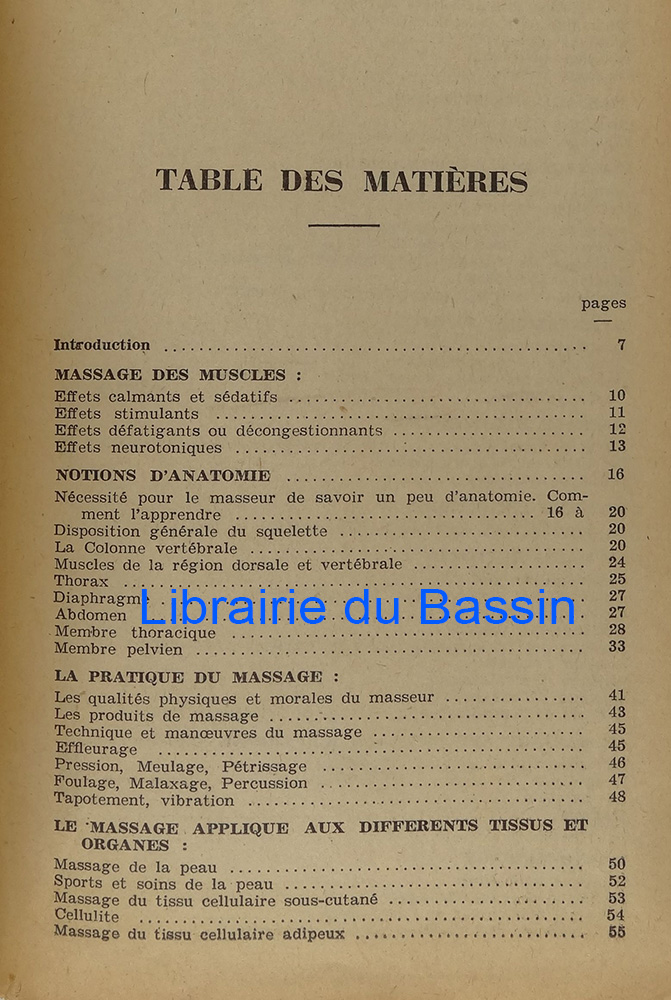 TABLE DES MATIÈRES
pages
Introduction ........ 7
MASSAGE DES MUSCLES :
Effets calmants et sédatifs ........ 10
Effets stimulants ........ 11
Effets défatigants ou décongestionnants ........ 12
Effets neurotoniques ........ 13
NOTIONS D'ANATOMIE ........ 16
Nécessité pour le masseur de savoir un peu d'anatomie. Com-
ment l'apprendre ........ 16 à 20
Disposition générale du squelette ........ 20
La Colonne vertébrale ........ 20
Muscles de la région dorsale et vertébrale ........ 24
Thorax ........ 25
Diaphragme ........ 27
Librairie du Bassin
Abdomen ........ 27
Membre thoracique ........ 28
Membre pelvien ........ 33
LA PRATIQUE DU MASSAGE :
Les qualités physiques et morales du masseur ........ 41
Les produits de massage ........ 43
Technique et manœuvres du massage ........ 45
Effleurage ........ 45
Pression, Meulage, Pétrissage ........ 46
Foulage, Malaxage, Percussion ........ 47
Tapotement, vibration ........ 48
LE MASSAGE APPLIQUE AUX DIFFERENTS TISSUS ET
ORGANES :
Massage de la peau ........ 50
Sports et soins de la peau ........ 52
Massage du tissu cellulaire sous-cutané ........ 53
Cellulite ........ 54
Massage du tissu cellulaire adipeux ........ 55